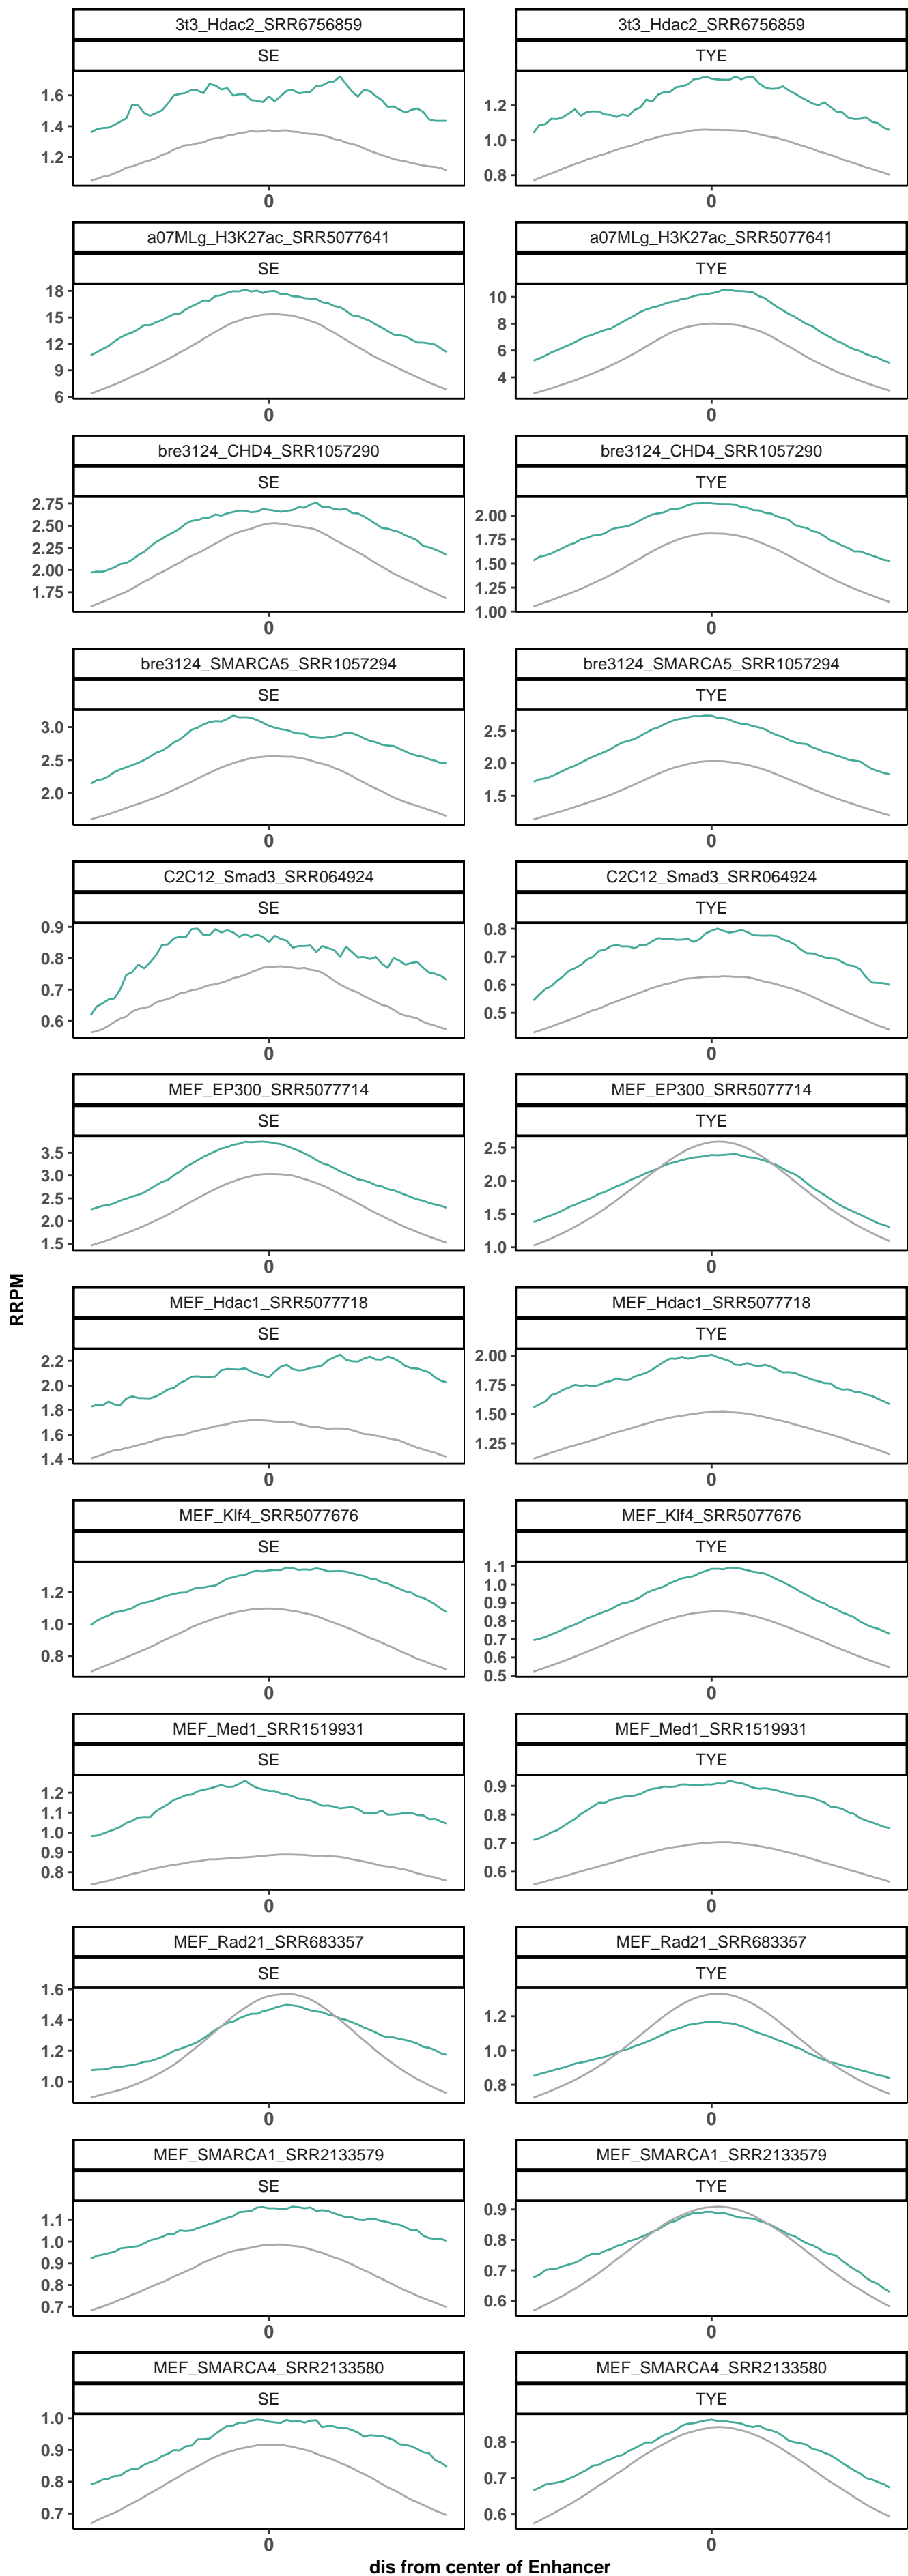 3t3_Hdac2_SRR6756859 3t3_Hdac2_SRR6756859
SE TYE
1.6 1.4 1.2 1.2 1.0 0.8
0 0
a07MLg_H3K27ac_SRR5077641 a07MLg_H3K27ac_SRR5077641
SE TYE
18 15 12 9 6 10 8 6 4
0 0
bre3124_CHD4_SRR1057290 bre3124_CHD4_SRR1057290
SE TYE
2.75 2.50 2.25 2.00 1.75 2.00 1.75 1.50 1.25 1.00
0 0
bre3124_SMARCA5_SRR1057294 bre3124_SMARCA5_SRR1057294
SE TYE
3.0 2.5 2.0 2.5 2.0 1.5
0 0
C2C12_Smad3_SRR064924 C2C12_Smad3_SRR064924
SE TYE
0.9 0.8 0.7 0.6 0.8 0.7 0.6 0.5
0 0
MEF_EP300_SRR5077714 MEF_EP300_SRR5077714
SE TYE
3.5 3.0 2.5 2.0 1.5 2.5 2.0 1.5 1.0
0 0
RRPM
MEF_Hdac1_SRR5077718 MEF_Hdac1_SRR5077718
SE TYE
2.2 2.0 1.8 1.6 1.4 2.00 1.75 1.50 1.25
0 0
MEF_Klf4_SRR5077676 MEF_Klf4_SRR5077676
SE TYE
1.2 1.0 0.8 1.1 1.0 0.9 0.8 0.7 0.6 0.5
0 0
MEF_Med1_SRR1519931 MEF_Med1_SRR1519931
SE TYE
1.2 1.1 1.0 0.9 0.8 0.9 0.8 0.7 0.6
0 0
MEF_Rad21_SRR683357 MEF_Rad21_SRR683357
SE TYE
1.6 1.4 1.2 1.0 1.2 1.0 0.8
0 0
MEF_SMARCA1_SRR2133579 MEF_SMARCA1_SRR2133579
SE TYE
1.1 1.0 0.9 0.8 0.7 0.9 0.8 0.7 0.6
0 0
MEF_SMARCA4_SRR2133580 MEF_SMARCA4_SRR2133580
SE TYE
1.0 0.9 0.8 0.7 0.8 0.7 0.6
0 0
dis from center of Enhancer